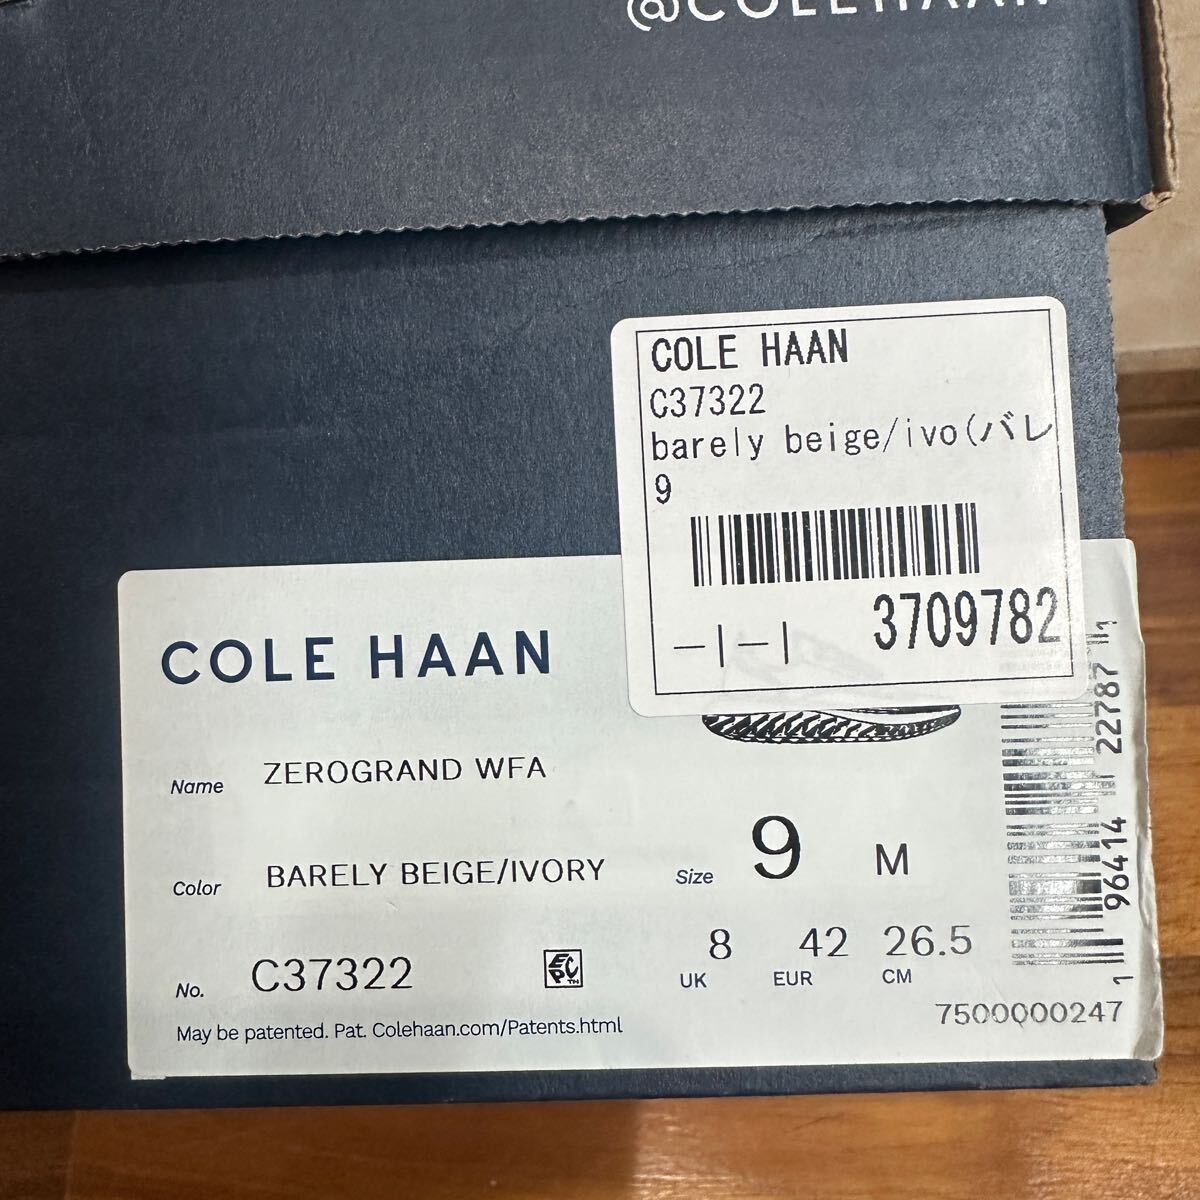 @COLEHAAN
COLE HAAN
C37322
barely beige/ivo(バレ
9
3709782
COLE HAAN
Name ZEROGRAND WFA
Color BARELY BEIGE/IVORY
Size 9 M
No. C37322
8 42 26.5
UK EUR CM
May be patented. Pat. Colehaan.com/Patents.html
7500000247
1 96414 22787 1